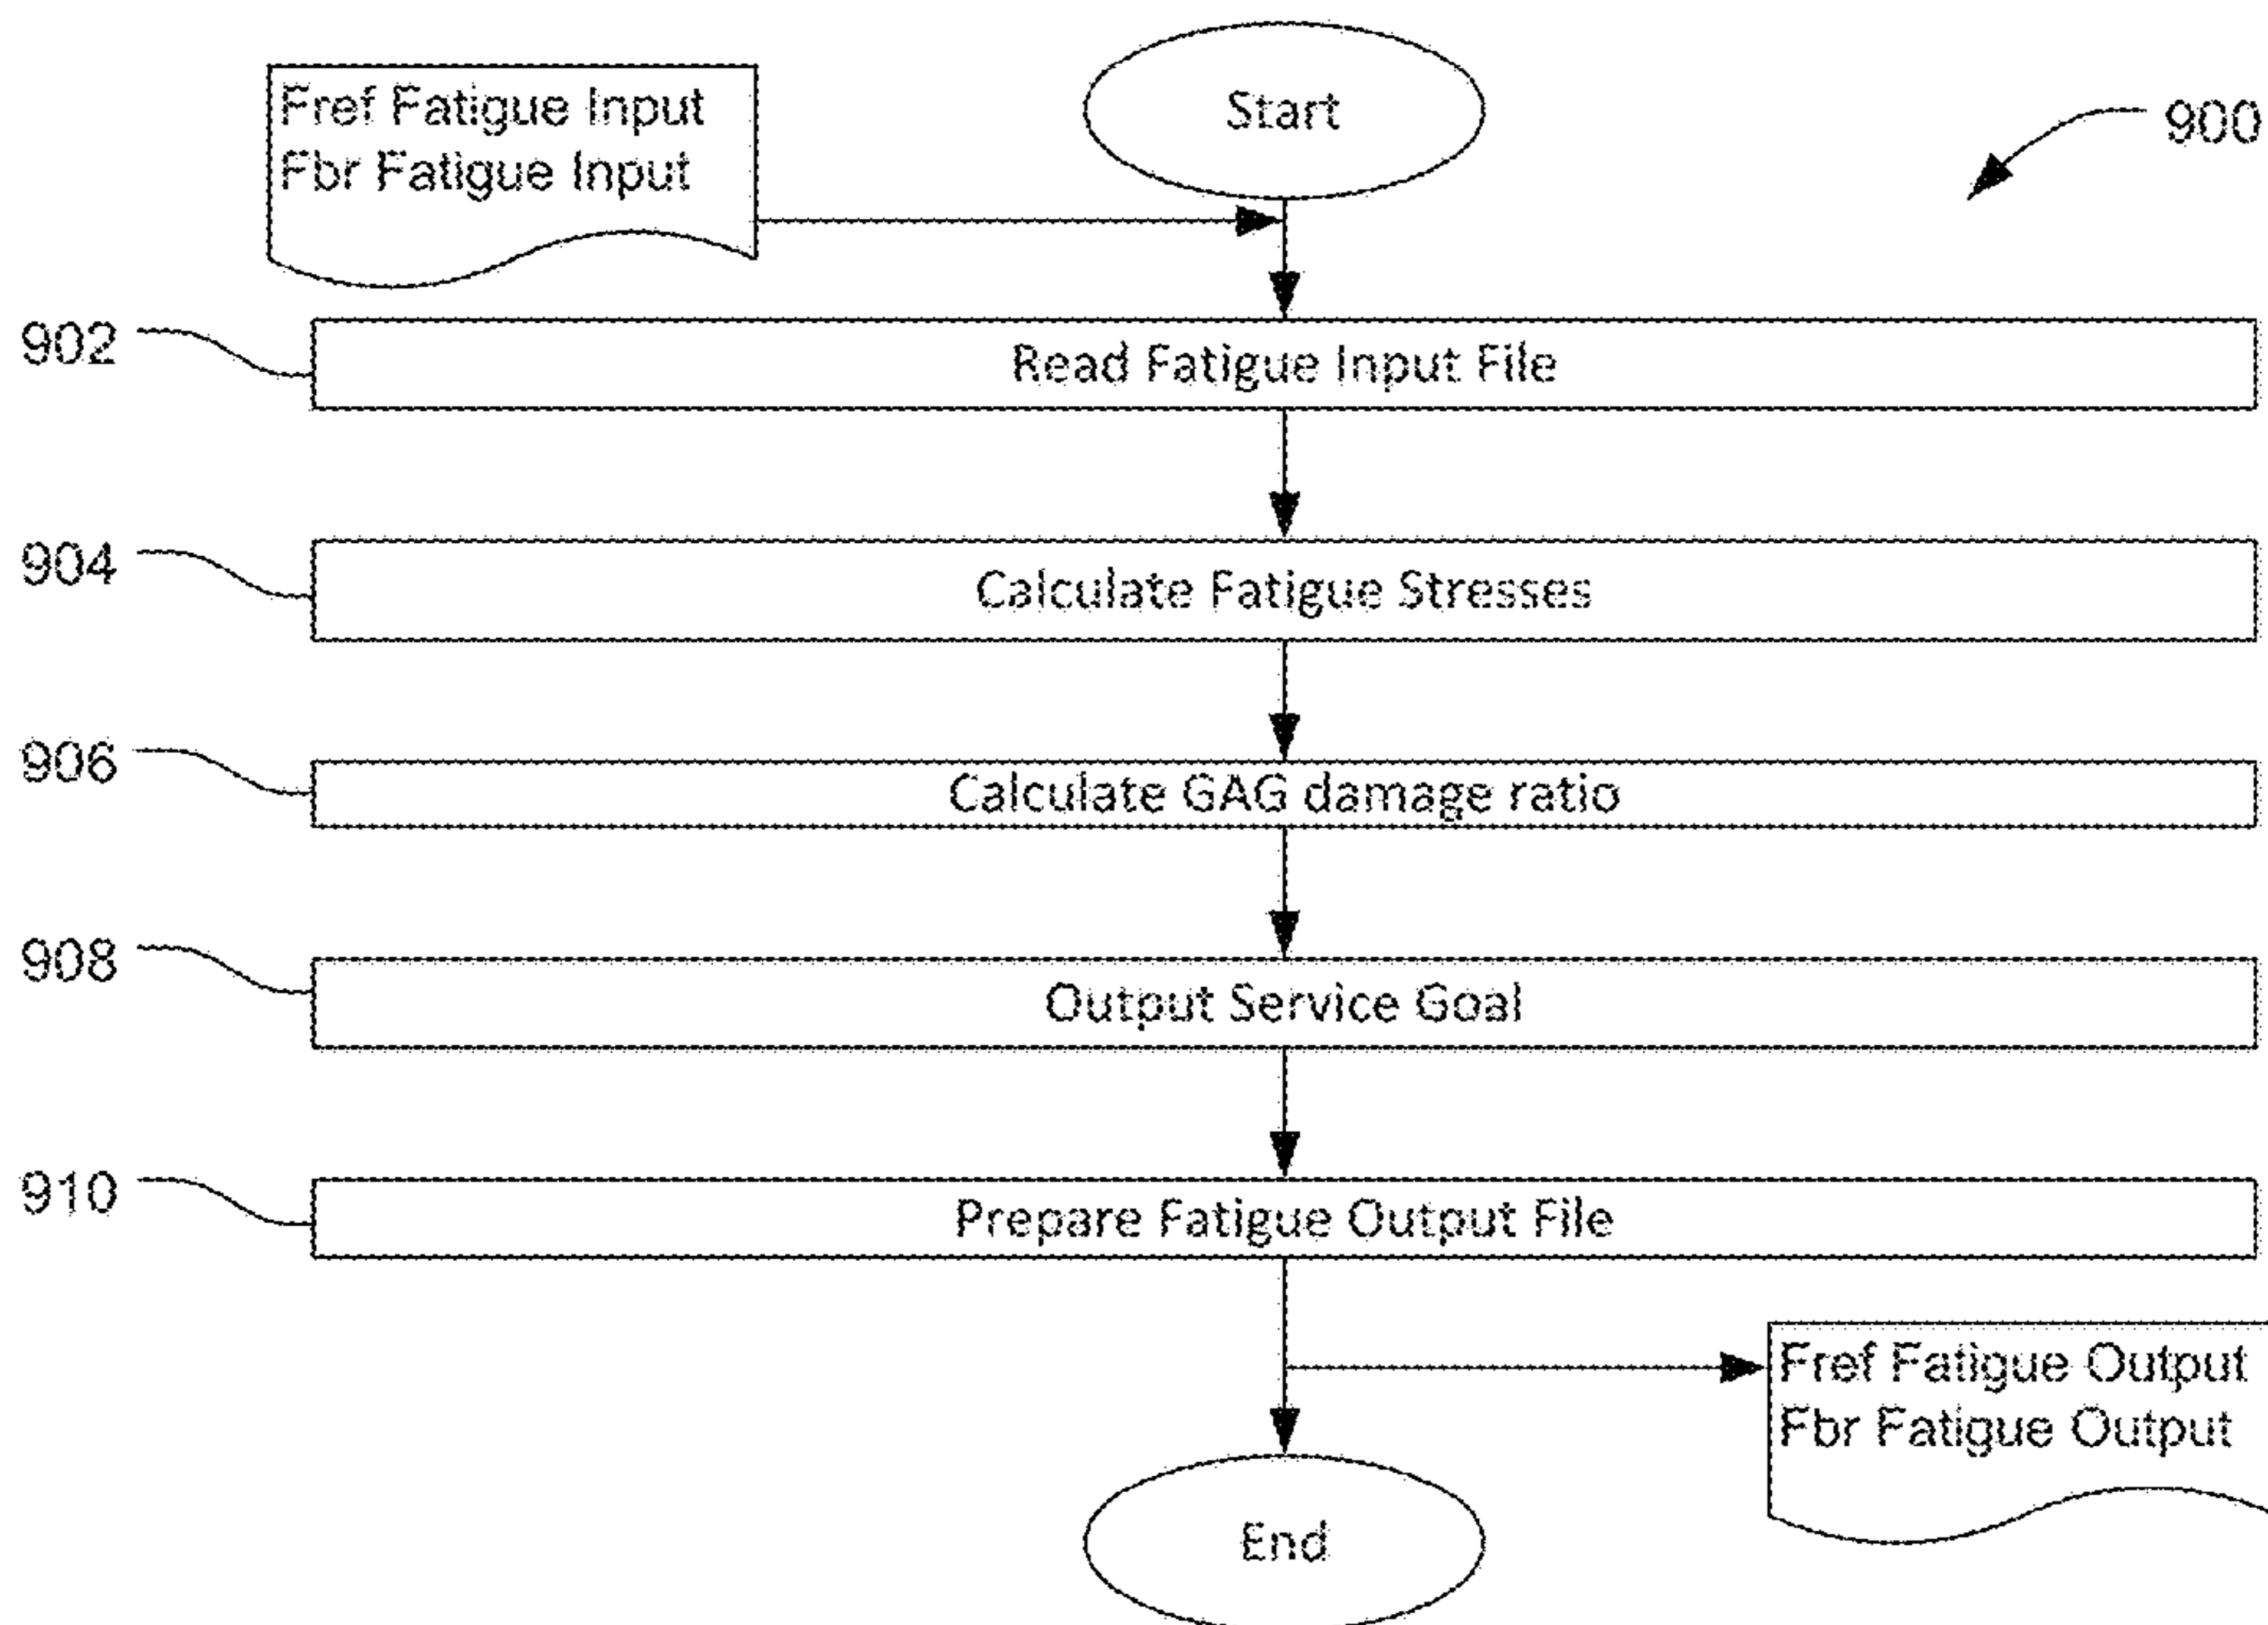 Start
Fref Fatigue Input
Fbr Fatigue Input
900
902
Read Fatigue Input File
904
Calculate Fatigue Stresses
906
Calculate GAG damage ratio
908
Output Service Goal
910
Prepare Fatigue Output File
Fref Fatigue Output
Fbr Fatigue Output
End